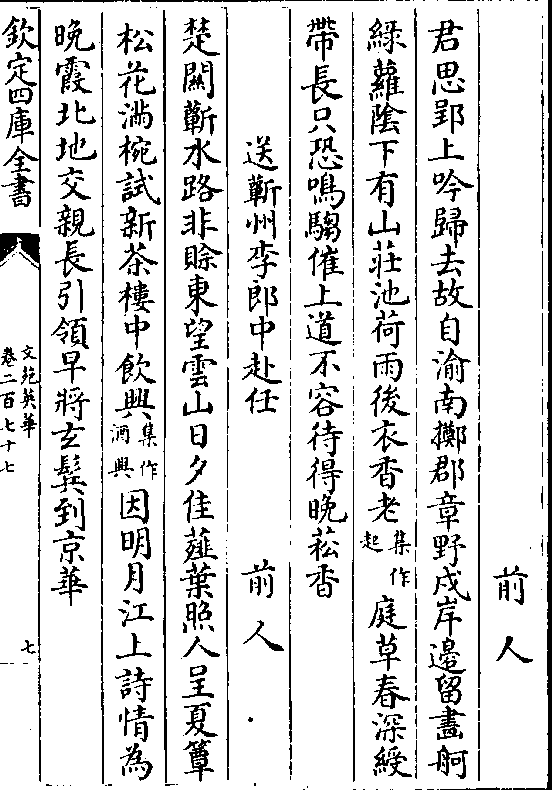 前人
君思郢上吟歸去故自渝南擲郡章野戍岸邉留畫舸
緑蘿陰下有山莊池荷雨後衣香老集作起庭草春深綬
帶長只恐鳴騶催上道不容待得晚菘香
送蘄州李郎中赴任
前人
楚闗蘄水路非賖東望雲山日夕佳薤葉照人呈夏簟
松花滿椀試新茶樓中飲興集作酒興因明月江上詩情為
晚霞北地交親長引領早將玄鬢到京華
欽定四庫全書
文苑英華
卷二百七十七
七